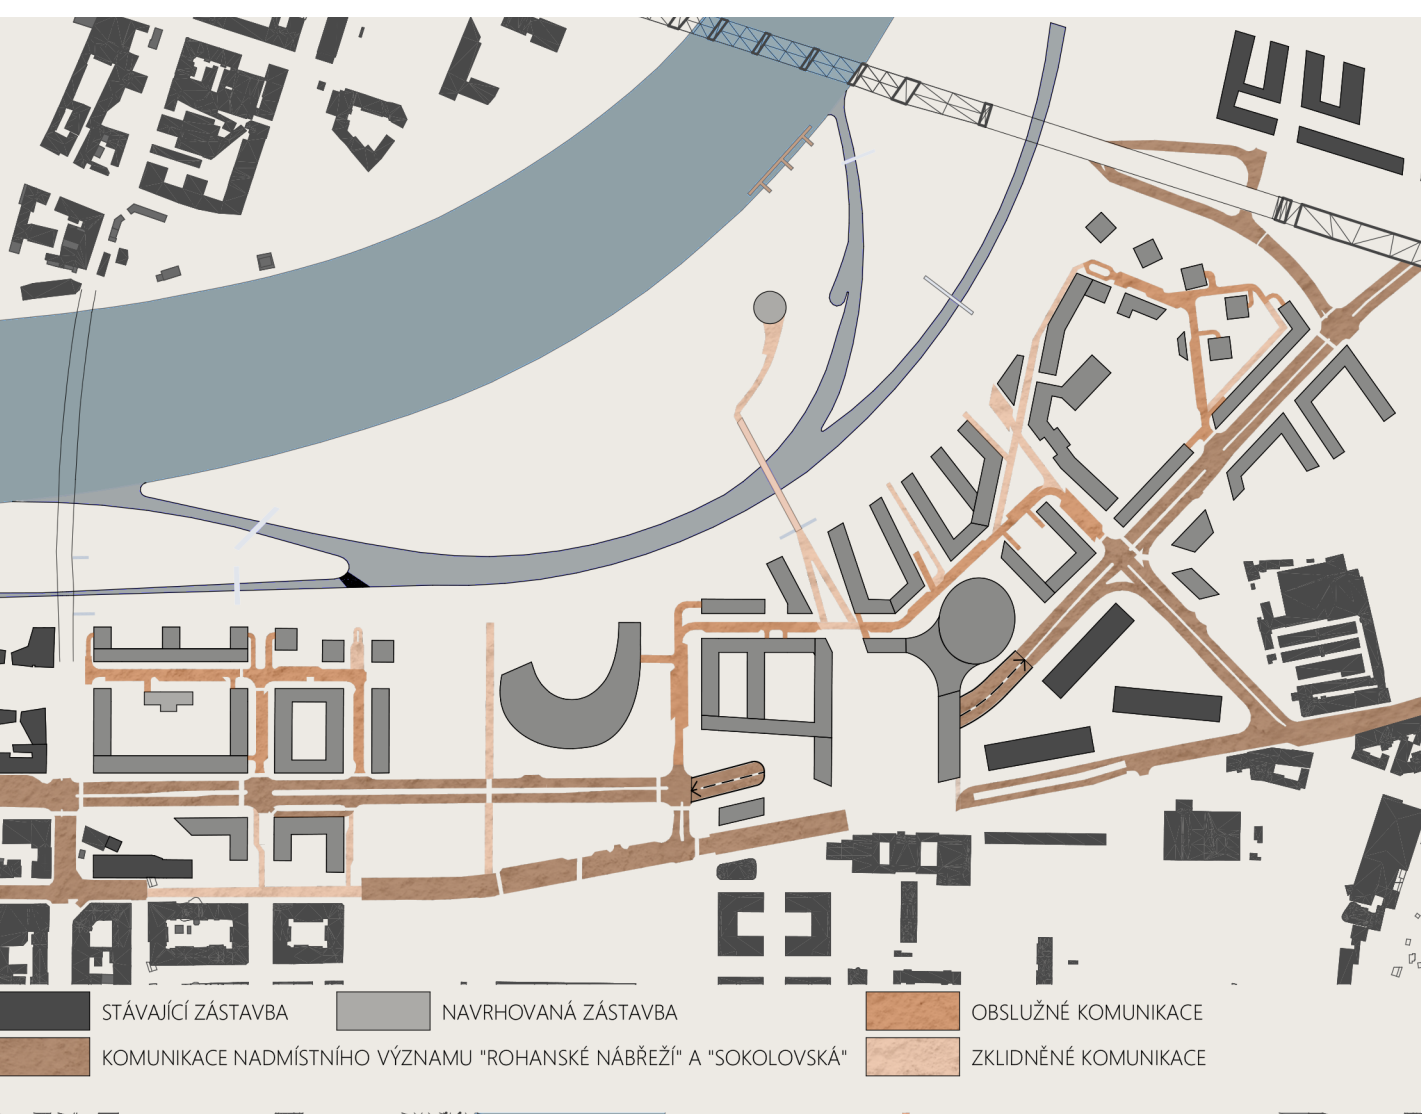 STÁVAJÍCÍ ZÁSTAVBA
NAVRHOVANÁ ZÁSTAVBA
OBSLUŽNÉ KOMUNIKACE
KOMUNIKACE NADMÍSTNÍHO VÝZNAMU "ROHANSKÉ NÁBŘEŽÍ" A "SOKOLOVSKÁ"
ZKLIDNĚNÉ KOMUNIKACE